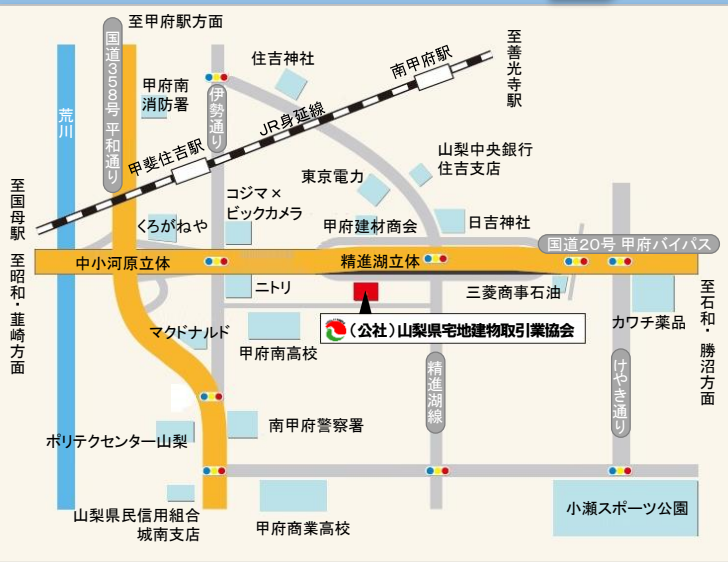 至甲府駅方面
国道358号 平和通り
荒川
甲府南
消防署
伊勢通り
住吉神社
南甲府駅
至善光寺駅
JR身延線
甲斐住吉駅
山梨中央銀行
住吉支店
東京電力
コジマ×
ビックカメラ
くろがねや
甲府建材商会
日吉神社
至国母駅
至昭和・韮崎方面
国道20号 甲府バイパス
中小河原立体
精進湖立体
ニトリ
三菱商事石油
カワチ薬品
至石和・勝沼方面
マクドナルド
甲府南高校
(公社)山梨県宅地建物取引業協会
精進湖線
けやき通り
南甲府警察署
ポリテクセンター山梨
山梨県民信用組合
城南支店
甲府商業高校
小瀬スポーツ公園